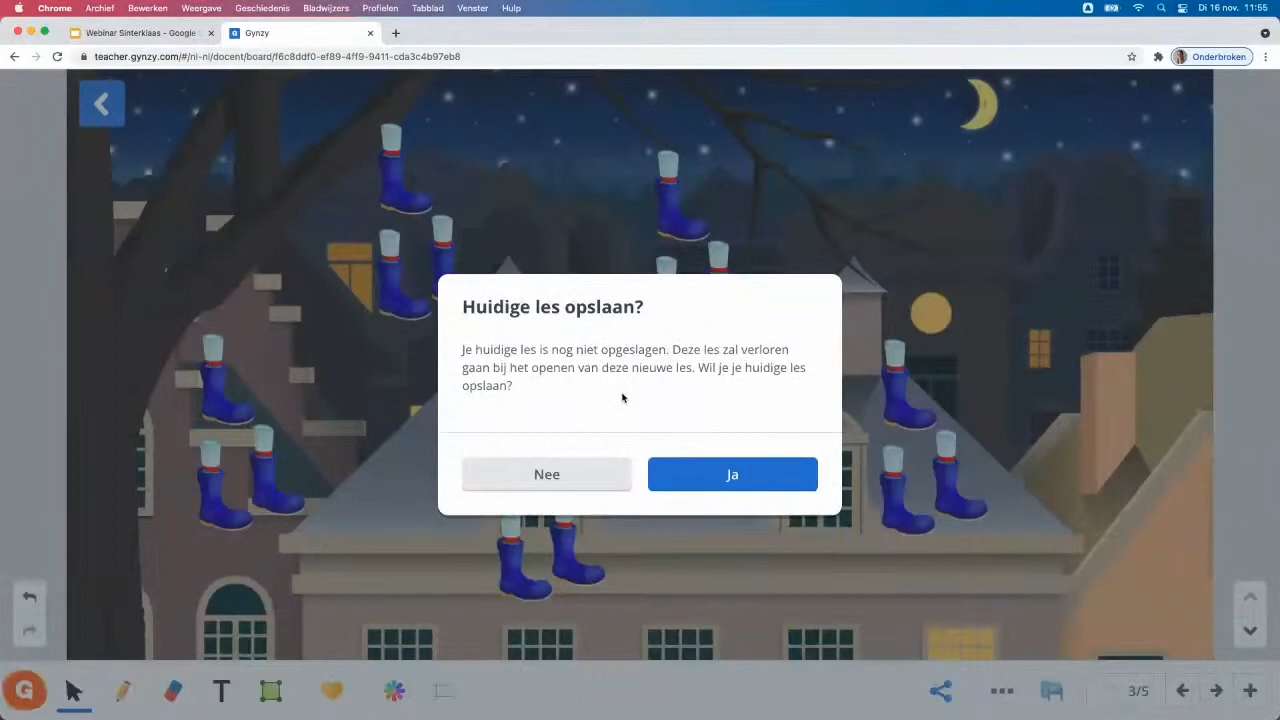 Chrome Archief Bewerken Weergave Geschiedenis Bladwijzers Profielen Tabblad Venster Hulp Di 16 nov. 11:55
Webinar Sinterklaas - Google Gynzy
teacher.gynzy.com/#/nl-nl/docent/board/f6c8ddf0-ef89-4ff9-9411-cda3c4b97eb8 Onderbroken
Huidige les opslaan?
Je huidige les is nog niet opgeslagen. Deze les zal verloren
gaan bij het openen van deze nieuwe les. Wil je je huidige les
opslaan?
Nee Ja
G T 3/5